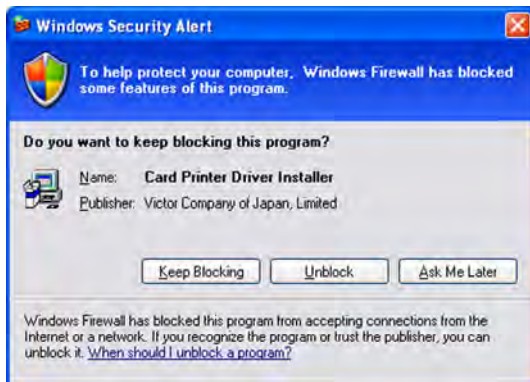 Windows Security Alert
To help protect your computer, Windows Firewall has blocked
some features of this program.
Do you want to keep blocking this program?
Name: Card Printer Driver Installer
Publisher: Victor Company of Japan, Limited
Keep Blocking Unblock Ask Me Later
Windows Firewall has blocked this program from accepting connections from the
Internet or a network. If you recognize the program or trust the publisher, you can
unblock it. When should I unblock a program?